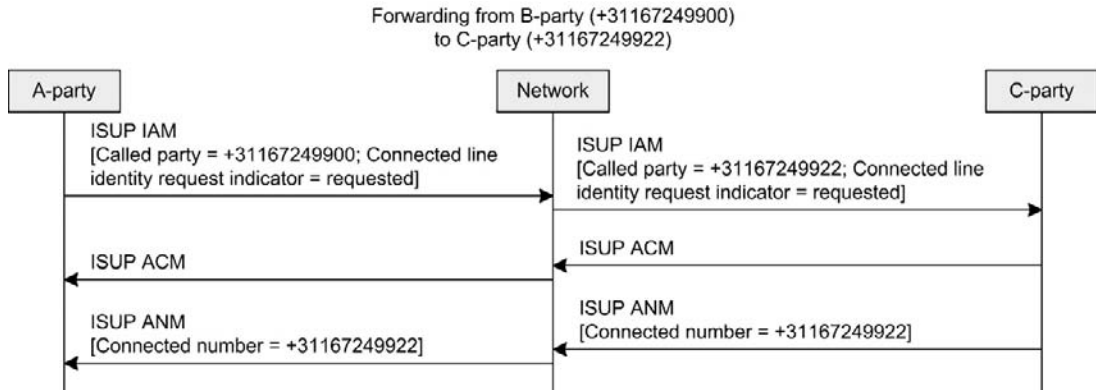 Forwarding from B-party (+31167249900)
to C-party (+31167249922)
A-party
Network
C-party
ISUP IAM
[Called party = +31167249900; Connected line
identity request indicator = requested]
ISUP IAM
[Called party = +31167249922; Connected line
identity request indicator = requested]
ISUP ACM
ISUP ACM
ISUP ANM
[Connected number = +31167249922]
ISUP ANM
[Connected number = +31167249922]